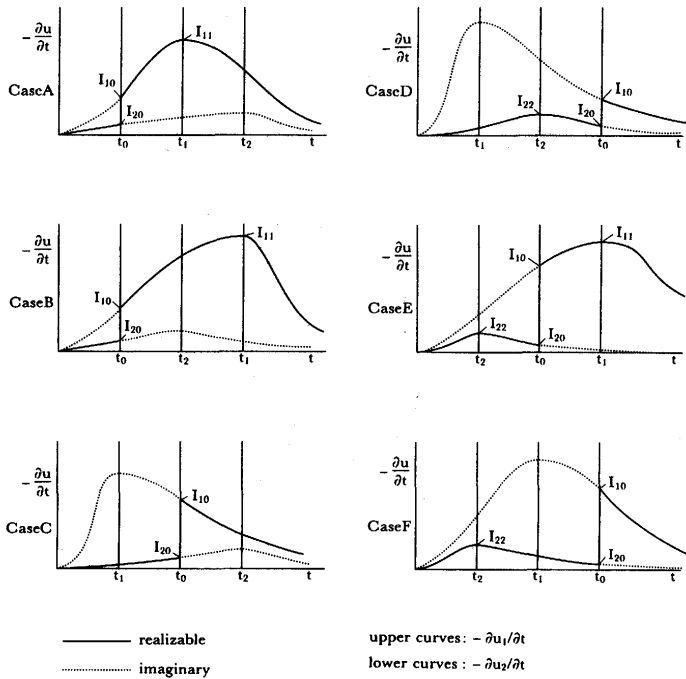 − ∂u/∂t
CaseA
I₁₀
I₁₁
I₂₀
t₀ t₁ t₂ t
− ∂u/∂t
CaseD
I₁₀
I₂₂
I₂₀
t₁ t₂ t₀ t
− ∂u/∂t
CaseB
I₁₀
I₁₁
I₂₀
t₀ t₂ t₁ t
− ∂u/∂t
CaseE
I₁₀
I₁₁
I₂₂
I₂₀
t₂ t₀ t₁ t
− ∂u/∂t
CaseC
I₁₀
I₂₀
t₁ t₀ t₂ t
− ∂u/∂t
CaseF
I₁₀
I₂₂
I₂₀
t₂ t₁ t₀ t
realizable
imaginary
upper curves : − ∂u₁/∂t
lower curves : − ∂u₂/∂t